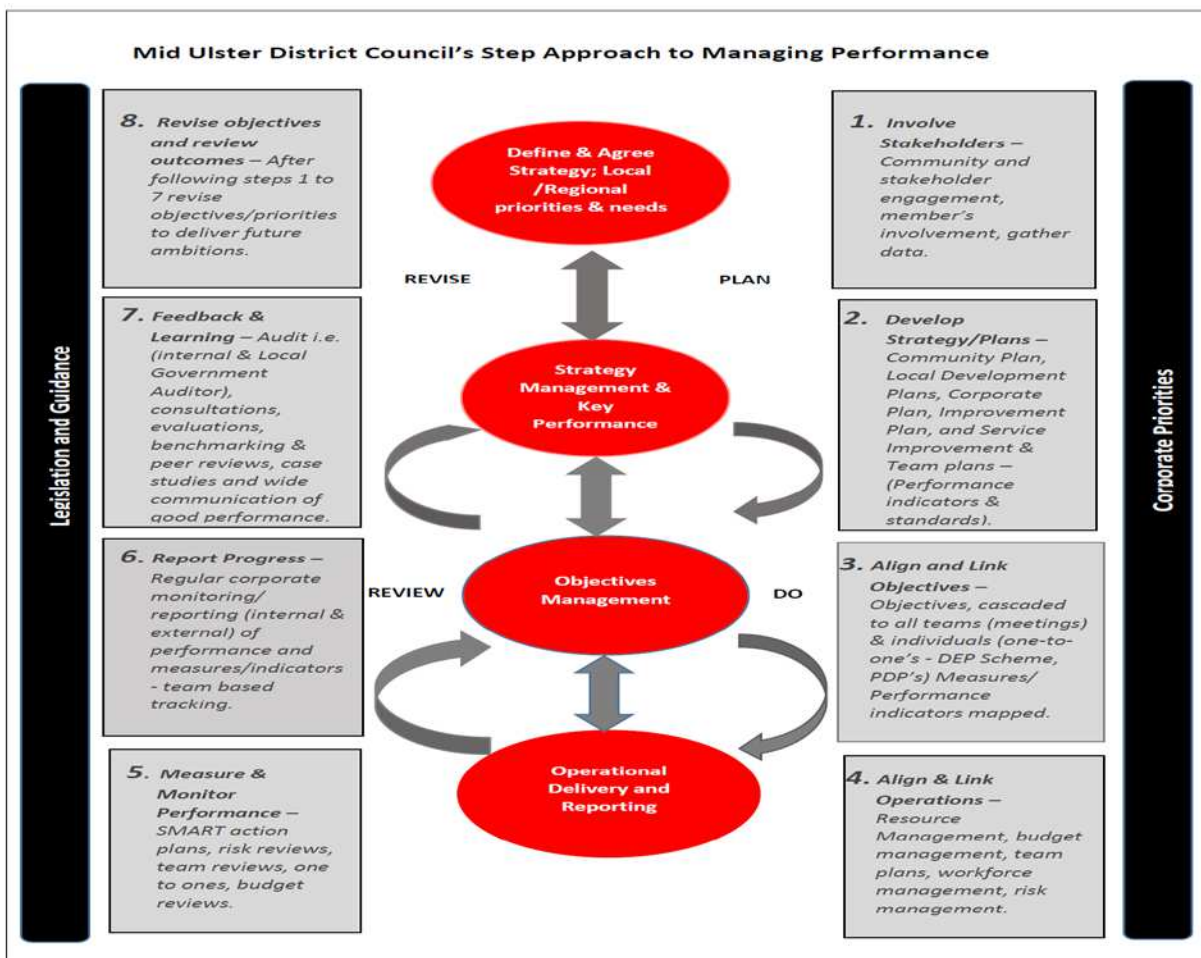 Mid Ulster District Council's Step Approach to Managing Performance
Legislation and Guidance
8. Revise objectives
and review
outcomes – After
following steps 1 to
7 revise
objectives/priorities
to deliver future
ambitions.
7. Feedback &
Learning – Audit i.e.
(internal & Local
Government
Auditor),
consultations,
evaluations,
benchmarking &
peer reviews, case
studies and wide
communication of
good performance.
6. Report Progress –
Regular corporate
monitoring/
reporting (internal &
external) of
performance and
measures/indicators
- team based
tracking.
5. Measure &
Monitor
Performance –
SMART action
plans, risk reviews,
team reviews, one
to ones, budget
reviews.
Define & Agree
Strategy; Local
/Regional
priorities & needs
REVISE
PLAN
Strategy
Management &
Key
Performance
REVIEW
Objectives
Management
DO
Operational
Delivery and
Reporting
1. Involve
Stakeholders –
Community and
stakeholder
engagement,
member's
involvement, gather
data.
2. Develop
Strategy/Plans –
Community Plan,
Local Development
Plans, Corporate
Plan, Improvement
Plan, and Service
Improvement &
Team plans –
(Performance
indicators &
standards).
3. Align and Link
Objectives –
Objectives, cascaded
to all teams (meetings)
& individuals (one-to-
one's - DEP Scheme,
PDP's) Measures/
Performance
indicators mapped.
4. Align & Link
Operations –
Resource
Management, budget
management, team
plans, workforce
management, risk
management.
Corporate Priorities